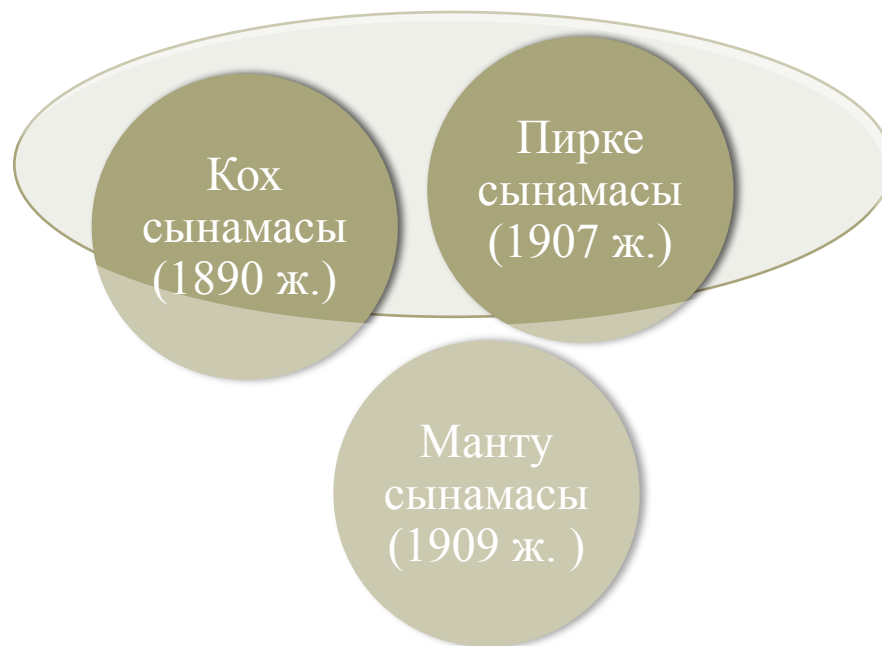 Кох
сынамасы
(1890 ж.)
Пирке
сынамасы
(1907 ж.)
Манту
сынамасы
(1909 ж. )